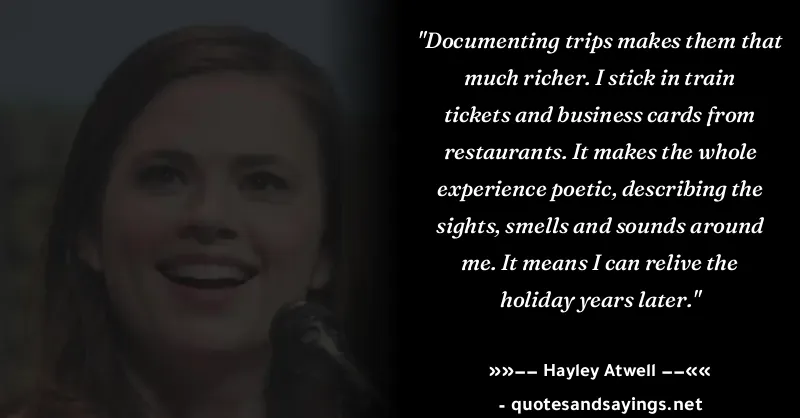 "Documenting trips makes them that
much richer. I stick in train
tickets and business cards from
restaurants. It makes the whole
experience poetic, describing the
sights, smells and sounds around
me. It means I can relive the
holiday years later."
»»—— Hayley Atwell ——««
- quotesandsayings.net